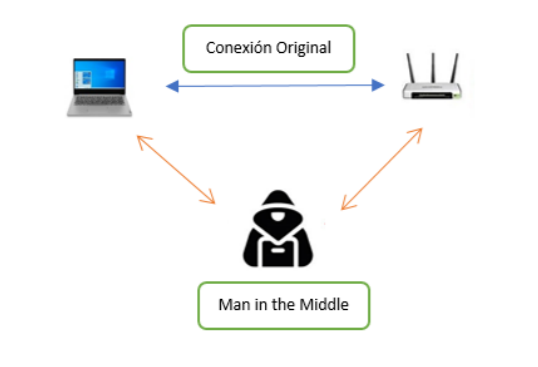 Conexión Original
Man in the Middle